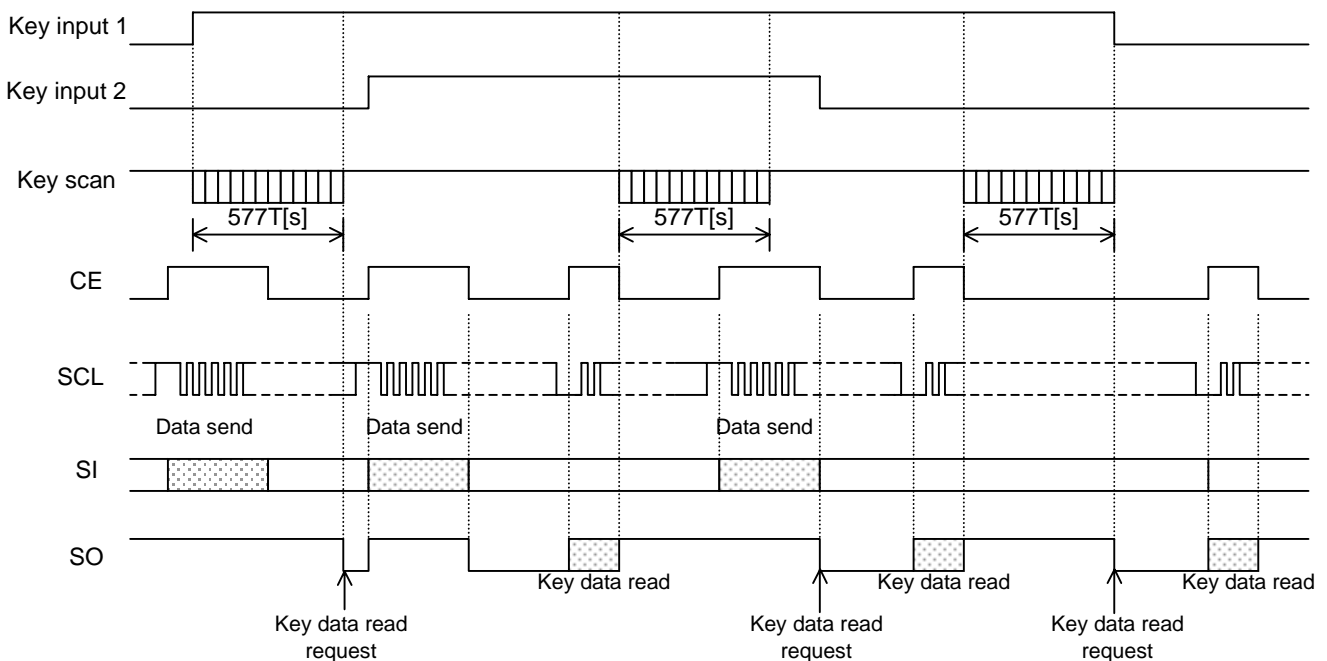 Key input 1
Key input 2
Key scan
577T[s]
577T[s]
577T[s]
CE
SCL
Data send
Data send
Data send
SI
SO
Key data read
Key data read
Key data read
Key data read
request
Key data read
request
Key data read
request